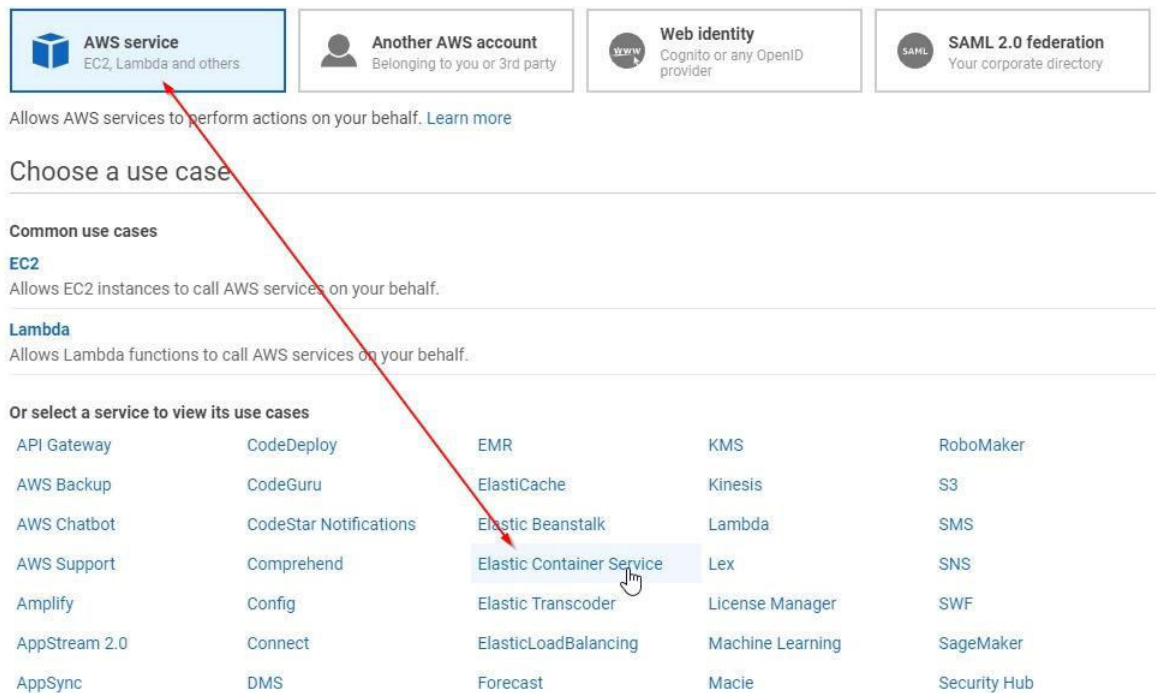 AWS service
EC2, Lambda and others
Another AWS account
Belonging to you or 3rd party
www
Web identity
Cognito or any OpenID
provider
SAML
SAML 2.0 federation
Your corporate directory
Allows AWS services to perform actions on your behalf. Learn more
Choose a use case
Common use cases
EC2
Allows EC2 instances to call AWS services on your behalf.
Lambda
Allows Lambda functions to call AWS services on your behalf.
Or select a service to view its use cases
API Gateway CodeDeploy EMR KMS RoboMaker
AWS Backup CodeGuru ElastiCache Kinesis S3
AWS Chatbot CodeStar Notifications Elastic Beanstalk Lambda SMS
AWS Support Comprehend Elastic Container Service Lex SNS
Amplify Config Elastic Transcoder License Manager SWF
AppStream 2.0 Connect ElasticLoadBalancing Machine Learning SageMaker
AppSync DMS Forecast Macie Security Hub